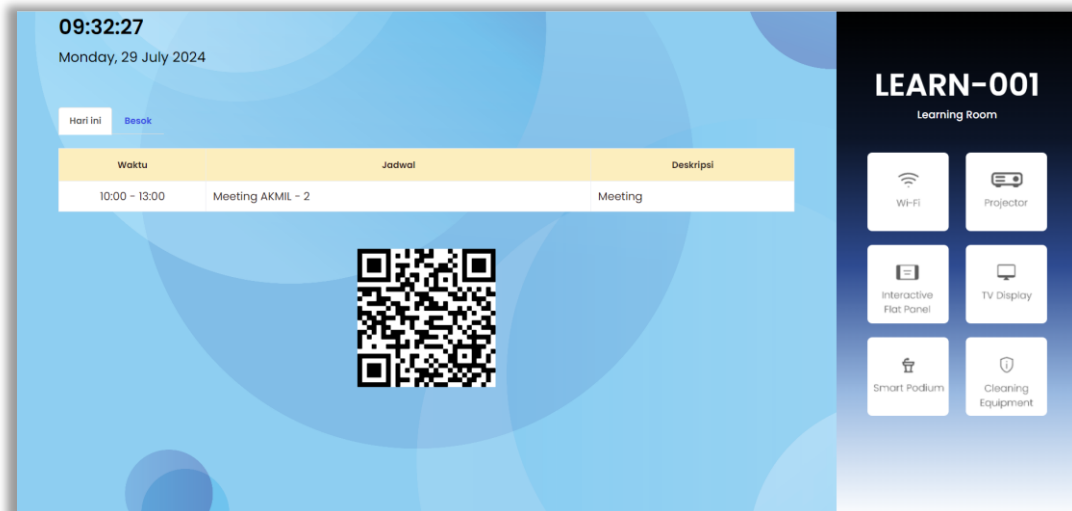 09:32:27
Monday, 29 July 2024
Hari ini Besok
Waktu Jadwal Deskripsi
10:00 - 13:00 Meeting AKMIL - 2 Meeting
LEARN-001
Learning Room
Wi-Fi Projector
Interactive
Flat Panel
TV Display
Smart Podium
Cleaning
Equipment